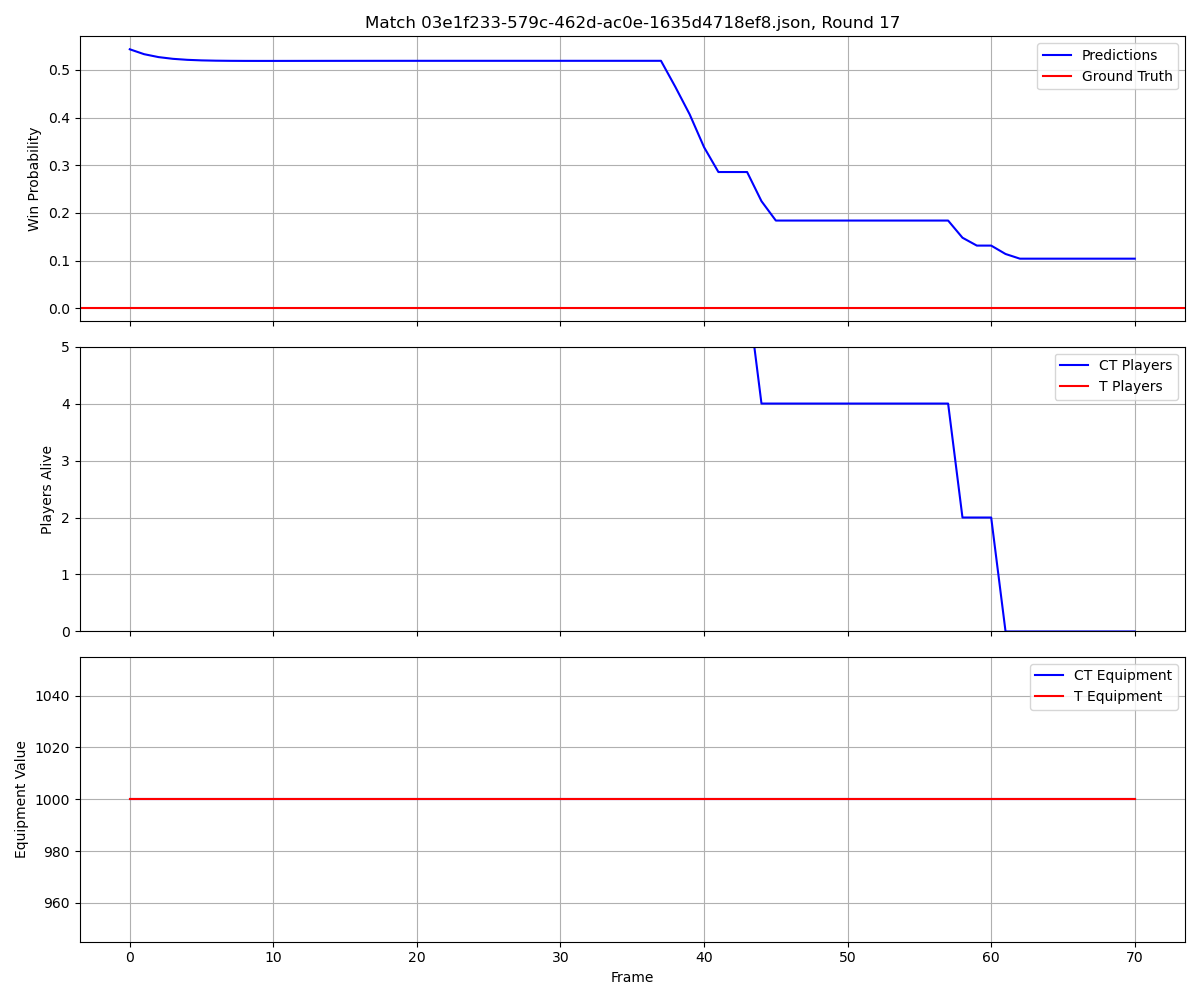 Match 03e1f233-579c-462d-ac0e-1635d4718ef8.json, Round 17
Win Probability
0.5
0.4
0.3
0.2
0.1
0.0
Predictions
Ground Truth
Players Alive
5
4
3
2
1
0
CT Players
T Players
Equipment Value
1040
1020
1000
980
960
CT Equipment
T Equipment
0 10 20 30 40 50 60 70
Frame